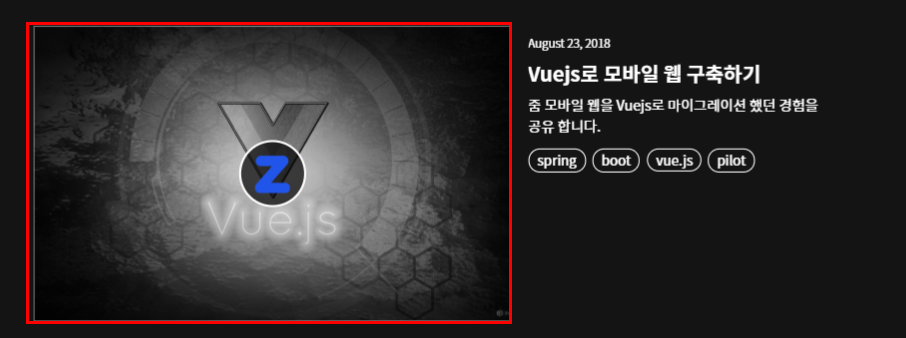 Vue.js
Z
August 23, 2018
Vuejs로 모바일 웹 구축하기
줌 모바일 웹을 Vuejs로 마이그레이션 했던 경험을
공유 합니다.
spring boot vue.js pilot